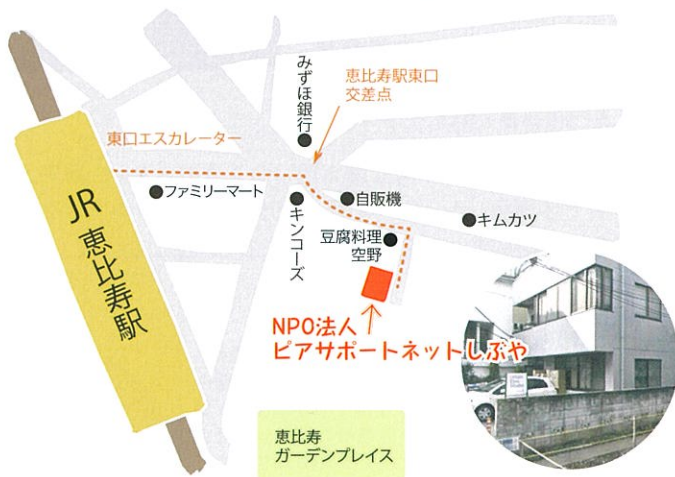 みずほ銀行
恵比寿駅東口
交差点
東口エスカレーター
ファミリーマート
自販機
キンコーズ
キムカツ
豆腐料理
空野
JR 恵比寿駅
NPO法人
ピアサポートネットしぶや
恵比寿
ガーデンプレイス